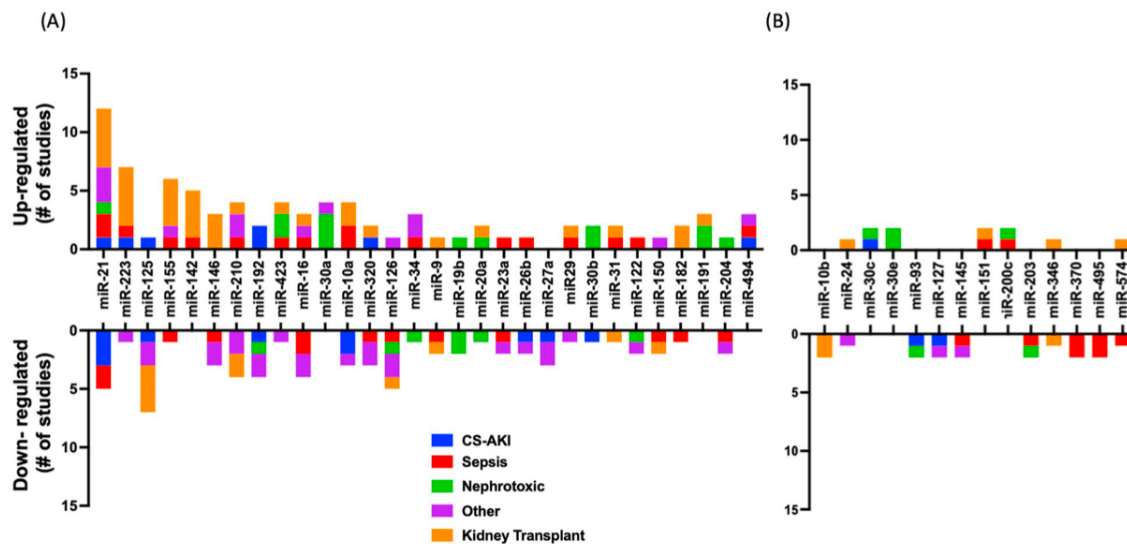 (A)
(B)
Up-regulated
(# of studies)
15
10
5
0
miR-21
miR-223
miR-125
miR-155
miR-142
miR-146
miR-210
miR-192
miR-423
miR-16
miR-30a
miR-10a
miR-320
miR-126
miR-34
miR-9
miR-19b
miR-20a
miR-23a
miR-26b
miR-27a
miR29
miR-30b
miR-31
miR-122
miR-150
miR-182
miR-191
miR-204
miR-494
Down- regulated
(# of studies)
0
5
10
15
CS-AKI
Sepsis
Nephrotoxic
Other
Kidney Transplant
15
10
5
0
miR-10b
miR-24
miR-30c
miR-30e
miR-93
miR-127
miR-145
miR-151
niR-200c
miR-203
miR-346
miR-370
miR-495
miR-574
0
5
10
15